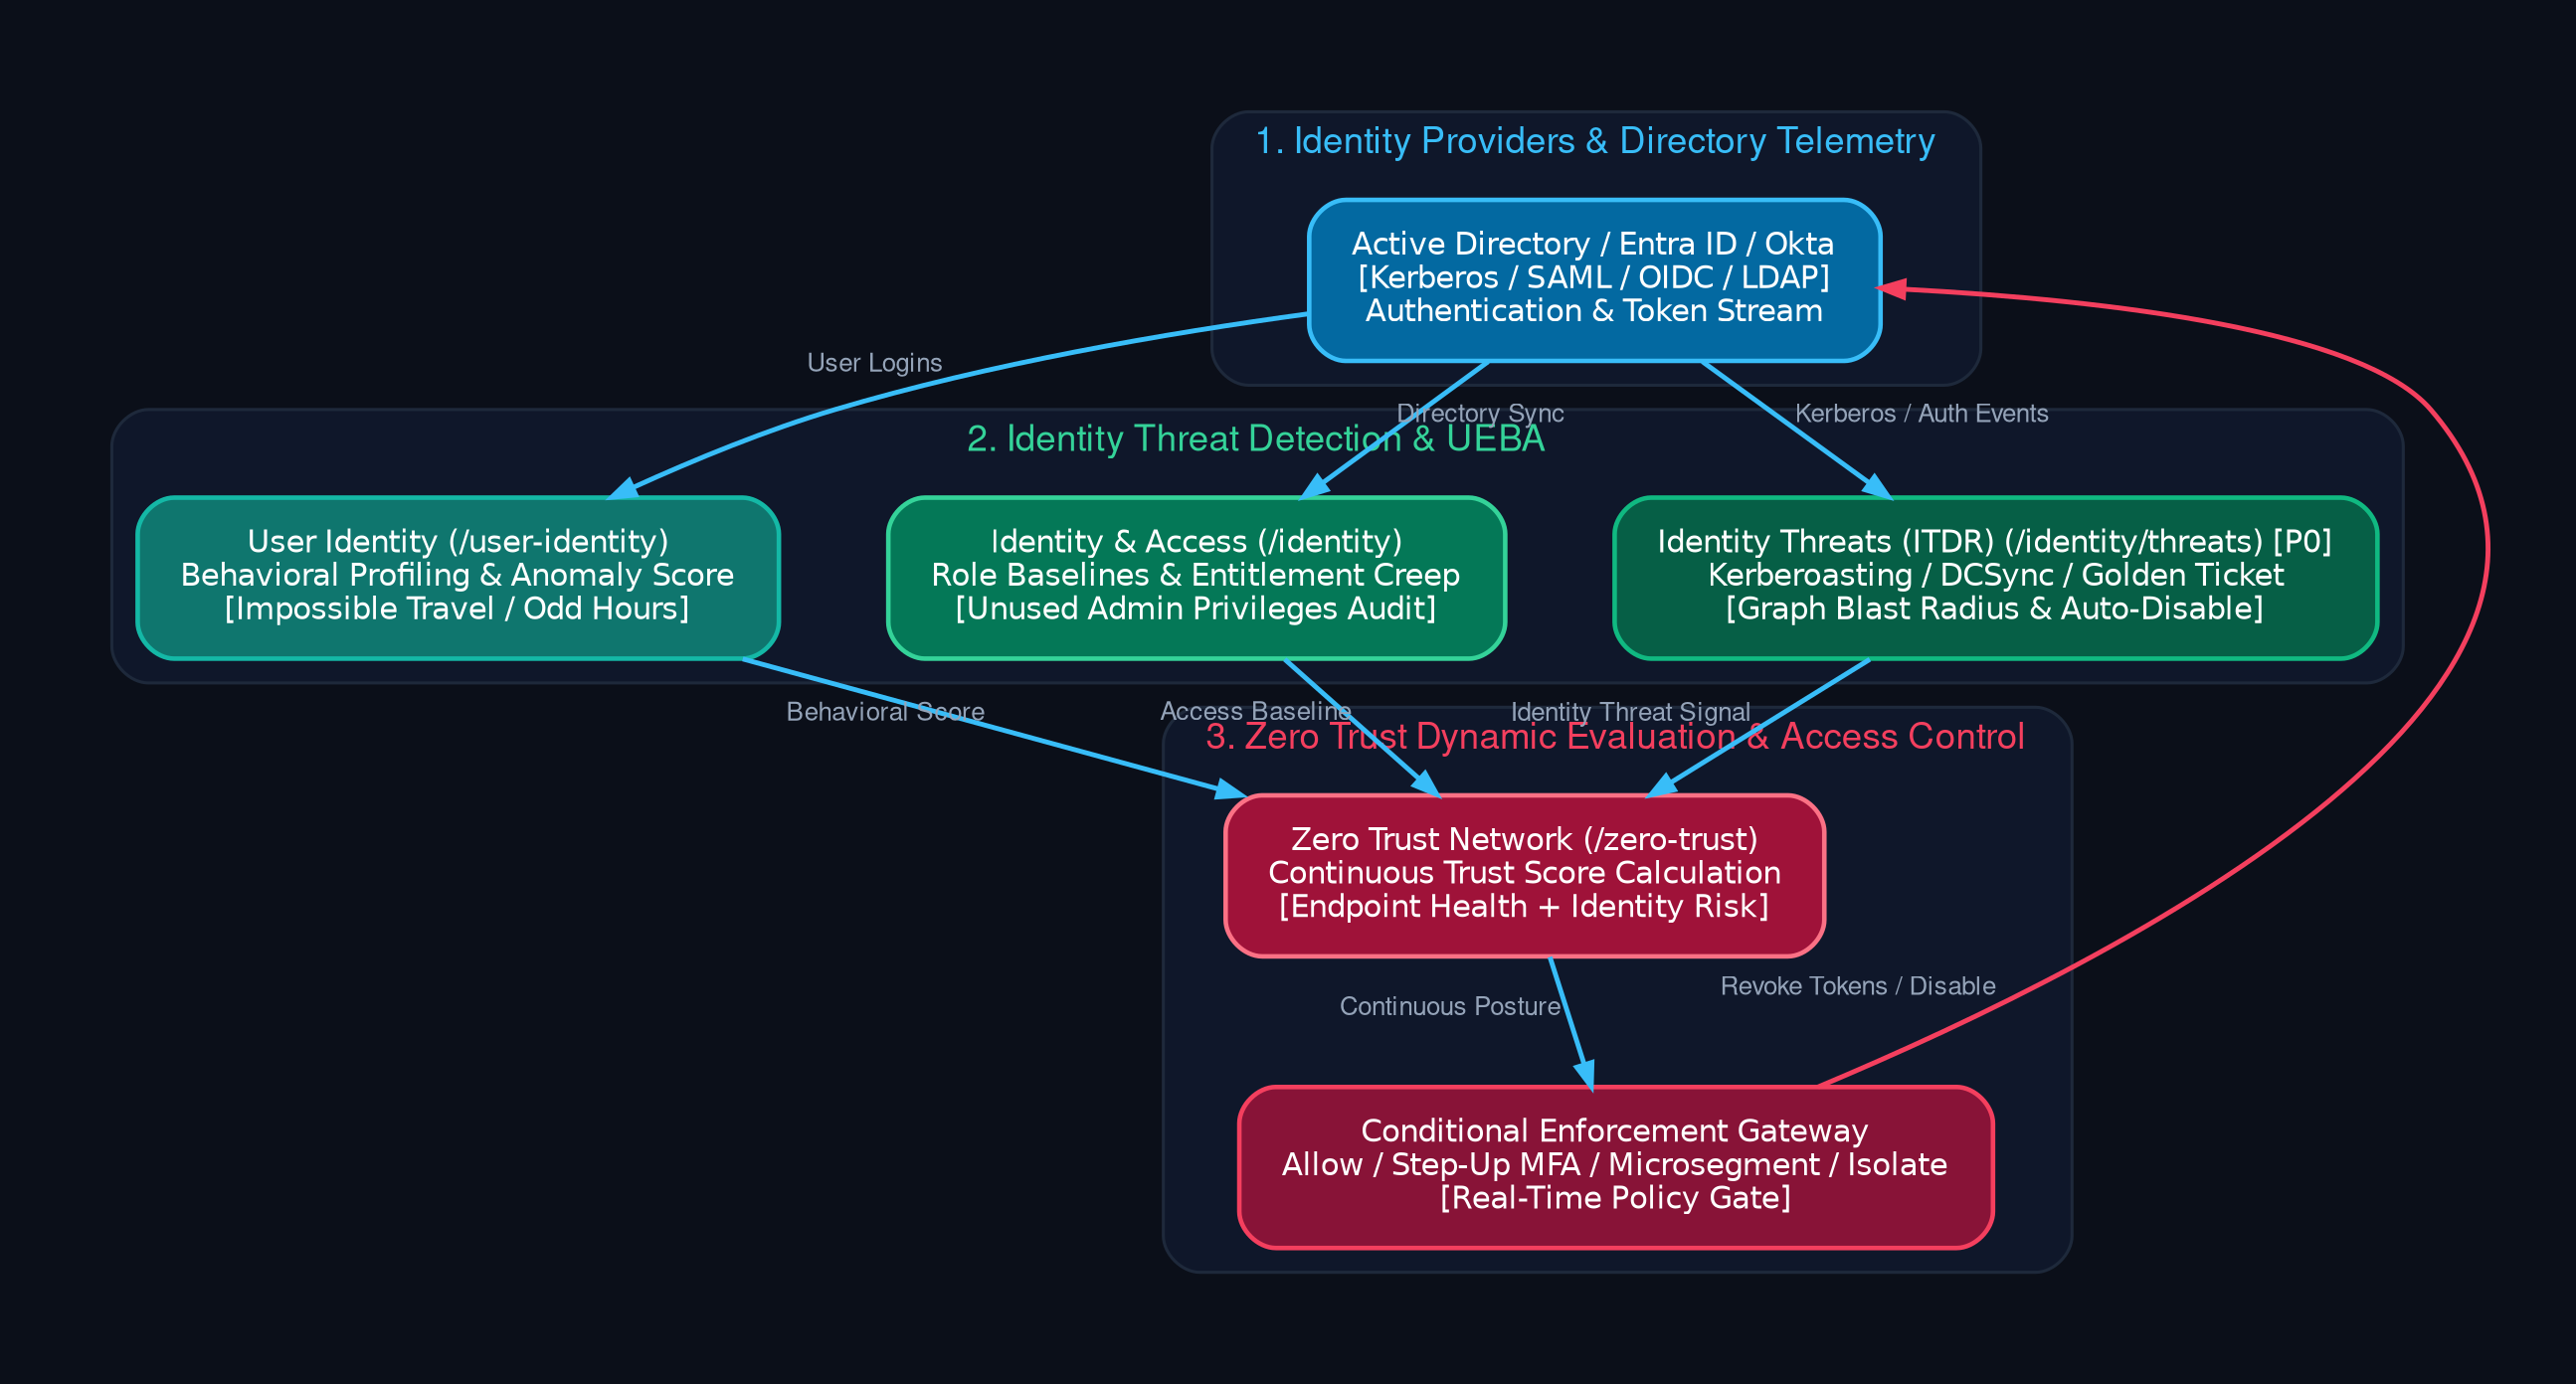 1. Identity Providers & Directory Telemetry
Active Directory / Entra ID / Okta
[Kerberos / SAML / OIDC / LDAP]
Authentication & Token Stream
User Logins
Directory Sync
Kerberos / Auth Events
2. Identity Threat Detection & UEBA
User Identity (/user-identity)
Behavioral Profiling & Anomaly Score
[Impossible Travel / Odd Hours]
Identity & Access (/identity)
Role Baselines & Entitlement Creep
[Unused Admin Privileges Audit]
Identity Threats (ITDR) (/identity/threats) [P0]
Kerberoasting / DCSync / Golden Ticket
[Graph Blast Radius & Auto-Disable]
Behavioral Score
Access Baseline
Identity Threat Signal
3. Zero Trust Dynamic Evaluation & Access Control
Zero Trust Network (/zero-trust)
Continuous Trust Score Calculation
[Endpoint Health + Identity Risk]
Revoke Tokens / Disable
Continuous Posture
Conditional Enforcement Gateway
Allow / Step-Up MFA / Microsegment / Isolate
[Real-Time Policy Gate]